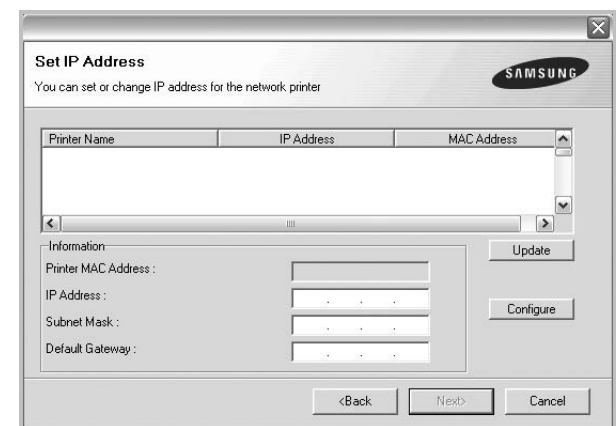 Set IP Address
You can set or change IP address for the network printer
SAMSUNG
Printer Name IP Address MAC Address
Information
Update
Printer MAC Address :
IP Address :
Configure
Subnet Mask :
Default Gateway :
<Back Next> Cancel